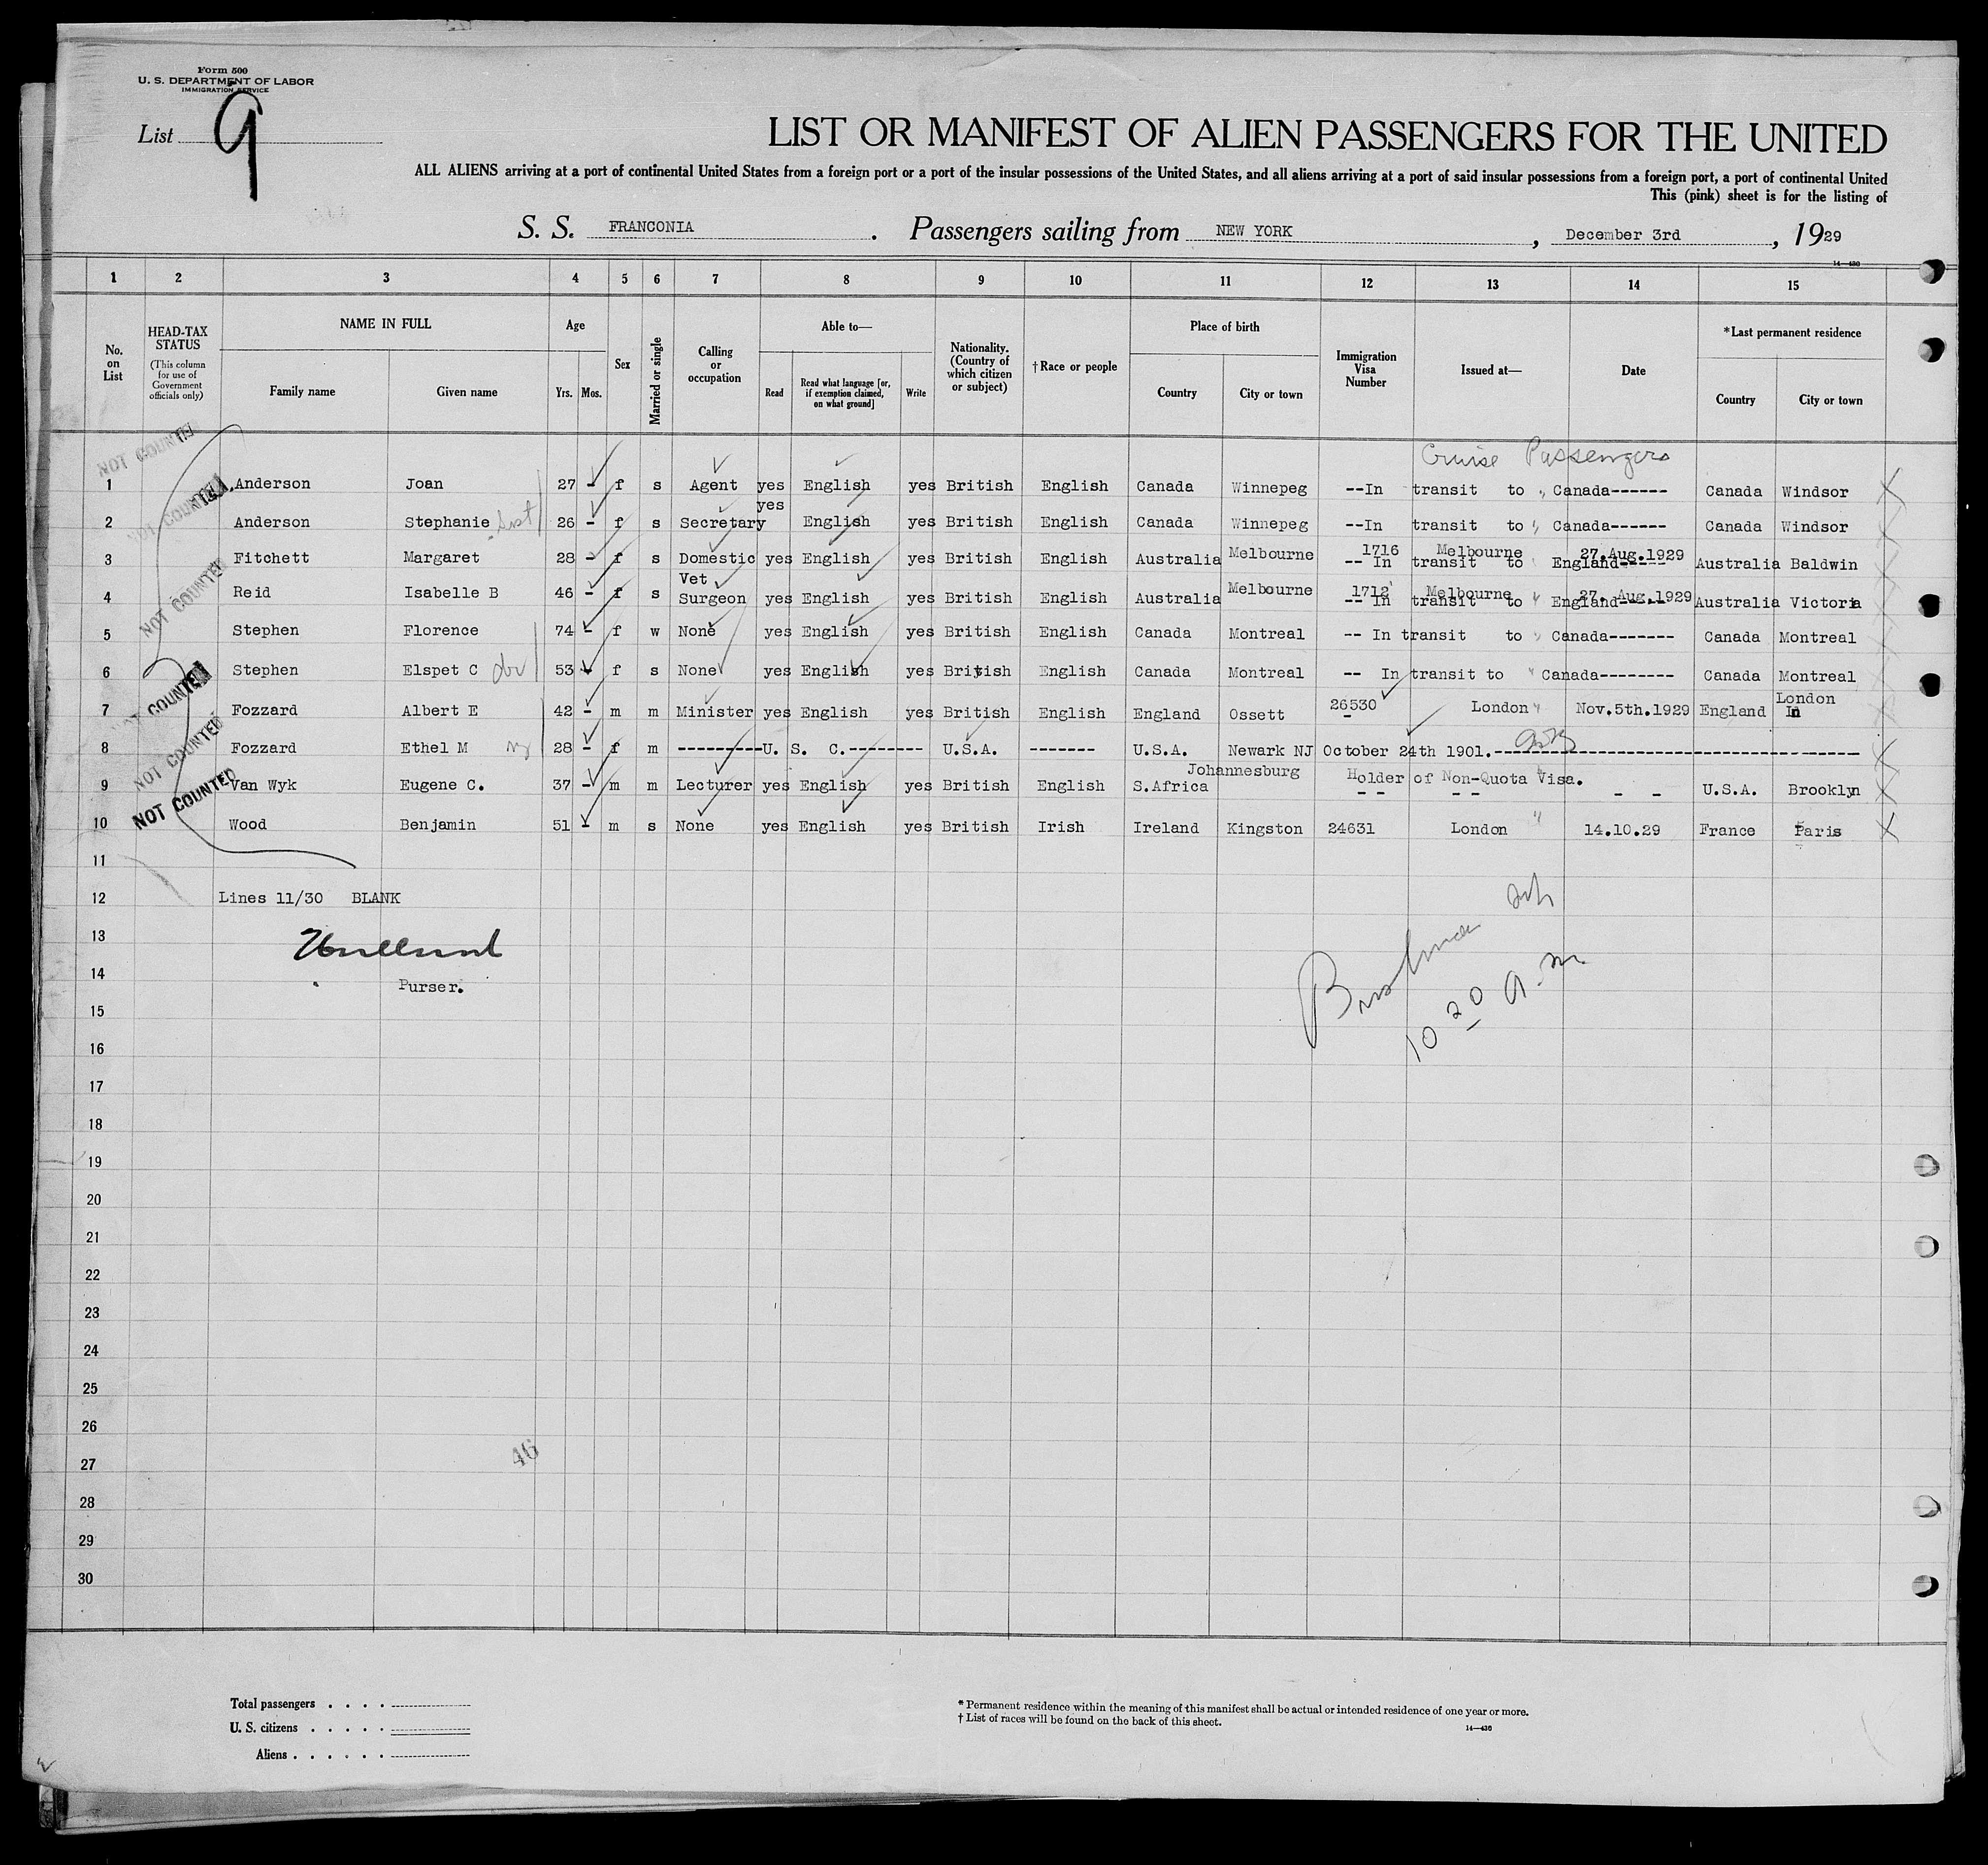 Form 500
U. S. DEPARTMENT OF LABOR
IMMIGRATION SERVICE
List 9
LIST OR MANIFEST OF ALIEN PASSENGERS FOR THE UNITED
ALL ALIENS arriving at a port of continental United States from a foreign port or a port of the insular possessions of the United States, and all aliens arriving at a port of said insular possessions from a foreign port, a port of continental United
This (pink) sheet is for the listing of
S. S. FRANCONIA. Passengers sailing from NEW YORK, December 3rd, 1929
14—430
1 2 3 4 5 6 7 8 9 10 11 12 13 14 15
No. on List
HEAD-TAX STATUS
(This column for use of Government officials only)
NAME IN FULL
Family name Given name
Age
Yrs. Mos.
Sex
Married or single
Calling or occupation
Able to—
Read
Read what language [or, if exemption claimed, on what ground]
Write
Nationality. (Country of which citizen or subject)
†Race or people
Place of birth
Country City or town
Immigration Visa Number
Issued at—
Date
*Last permanent residence
Country City or town
Cruise Passengers
NOT COUNTED
1 Anderson Joan 27 - f s Agent yes English yes British English Canada Winnepeg --In transit to " Canada------ Canada Windsor
NOT COUNTED
2 Anderson Stephanie 26 - f s Secretary yes English yes British English Canada Winnepeg --In transit to " Canada------ Canada Windsor
3 Fitchett Margaret 28 - f s Domestic yes English yes British English Australia Melbourne 1716 Melbourne 27.Aug.1929 -- In transit to England----- Australia Baldwin
NOT COUNTED
4 Reid Isabelle B 46 - f s Vet Surgeon yes English yes British English Australia Melbourne 1712 Melbourne 27. Aug.1929 -- In transit to " England----- Australia Victoria
5 Stephen Florence 74 - f w None yes English yes British English Canada Montreal -- In transit to " Canada------- Canada Montreal
6 Stephen Elspet C 53 - f s None yes English yes British English Canada Montreal -- In transit to " Canada-------- Canada Montreal
NOT COUNTED
7 Fozzard Albert E 42 - m m Minister yes English yes British English England Ossett 26530 - London " Nov.5th.1929 England London
NOT COUNTED
8 Fozzard Ethel M 28 - f m ----------U. S. C.-------- U.S.A. ------- U.S.A. Newark NJ October 24th 1901.----------
9 Van Wyk Eugene C. 37 - m m Lecturer yes English yes British English S.Africa Johannesburg Holder of Non-Quota Visa. -- -- - - U.S.A. Brooklyn
NOT COUNTED
10 Wood Benjamin 51 - m s None yes English yes British Irish Ireland Kingston 24631 London " 14.10.29 France Paris
11
12 Lines 11/30 BLANK
13
14 Purser.
10 20 a.m.
15
16
17
18
19
20
21
22
23
24
25
26
46
27
28
29
30
Total passengers . . . .
U. S. citizens . . . . .
Aliens . . . . . .
* Permanent residence within the meaning of this manifest shall be actual or intended residence of one year or more.
† List of races will be found on the back of this sheet.
14—430